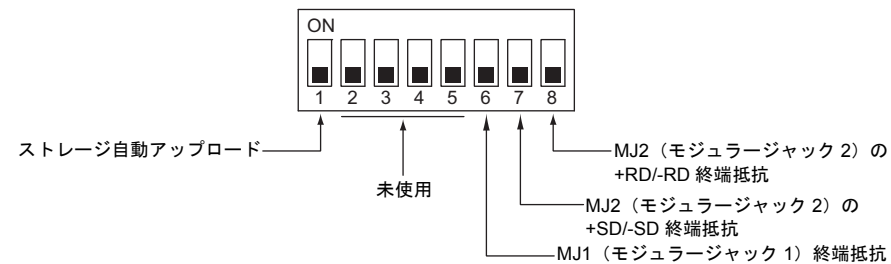 ON
1 2 3 4 5 6 7 8
ストレージ自動アップロード
未使用
MJ2（モジュラージャック 2）の
+RD/-RD 終端抵抗
MJ2（モジュラージャック 2）の
+SD/-SD 終端抵抗
MJ1（モジュラージャック 1）終端抵抗